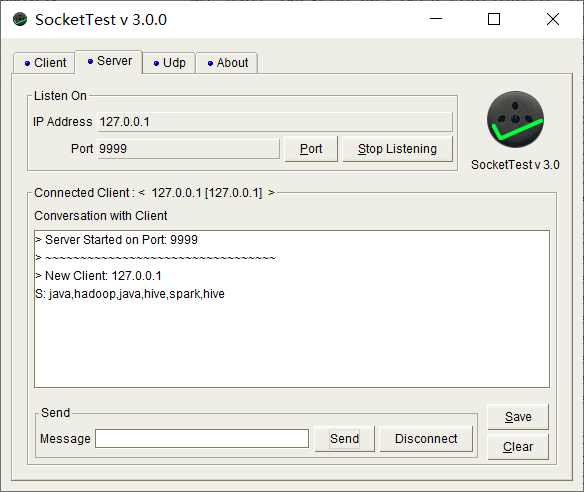 SocketTest v 3.0.0
Client Server Udp About
Listen On
IP Address 127.0.0.1
Port 9999 Port Stop Listening
SocketTest v 3.0
Connected Client : < 127.0.0.1 [127.0.0.1] >
Conversation with Client
> Server Started on Port: 9999
> ~~~~~~~~~~~~~~~~~~~~~~~~~~~~~~~~~
> New Client: 127.0.0.1
S: java,hadoop,java,hive,spark,hive
Send
Message Send Disconnect
Save
Clear